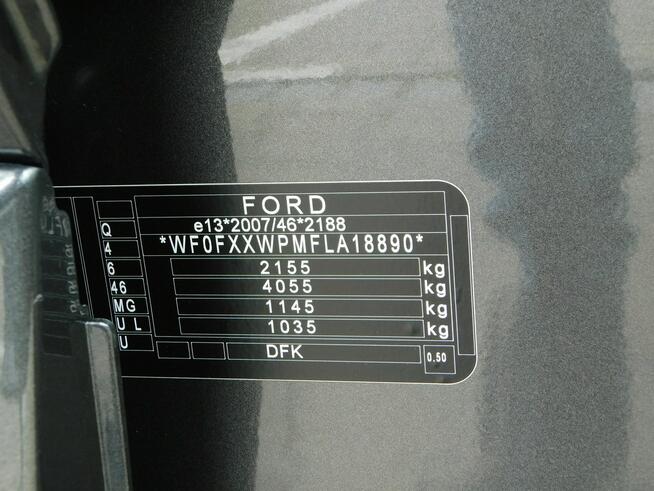 FORD
Q e13*2007/46*2188
4 *WF0FXXWPMFLA18890*
6 2155 kg
46 4055 kg
MG 1145 kg
U L 1035 kg
U DFK 0.50